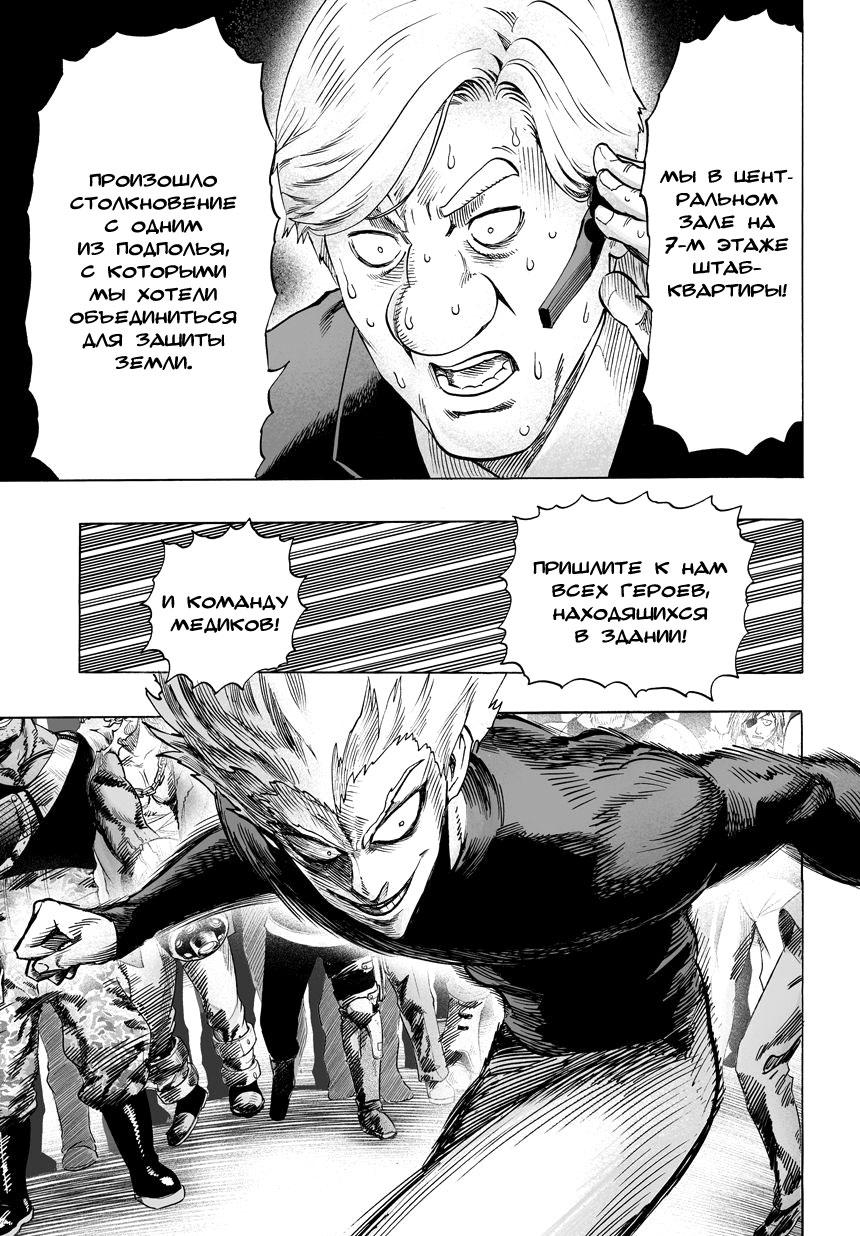 МЫ В ЦЕНТ-
РАЛЬНОМ
ЗАЛЕ НА
7-М ЭТАЖЕ
ШТАБ-
КВАРТИРЫ!
ПРОИЗОШЛО
СТОЛКНОВЕНИЕ
С ОДНИМ
ИЗ ПОДПОЛЬЯ,
С КОТОРЫМИ
МЫ ХОТЕЛИ
ОБЪЕДИНИТЬСЯ
ДЛЯ ЗАЩИТЫ
ЗЕМЛИ.
ПРИШЛИТЕ К НАМ
ВСЕХ ГЕРОЕВ,
НАХОДЯЩИХСЯ
В ЗДАНИИ!
И КОМАНДУ
МЕДИКОВ!